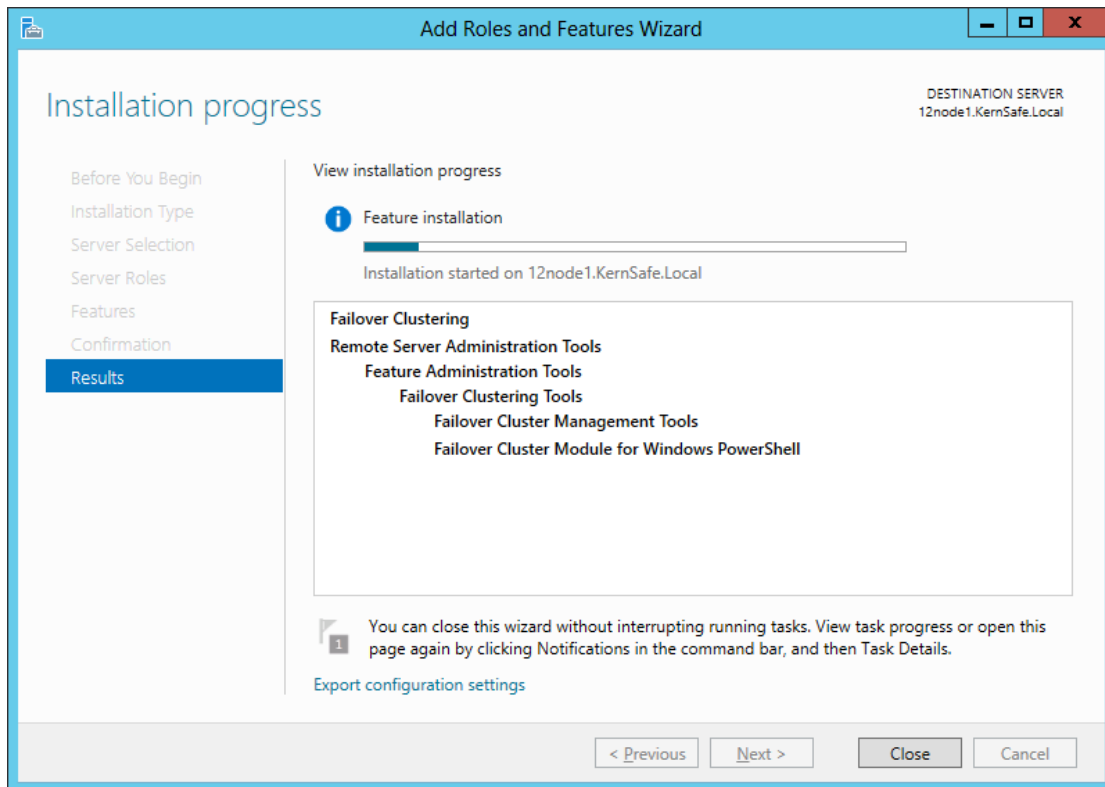 Add Roles and Features Wizard
Installation progress
DESTINATION SERVER
12node1.KernSafe.Local
Before You Begin
Installation Type
Server Selection
Server Roles
Features
Confirmation
Results
View installation progress
Feature installation
Installation started on 12node1.KernSafe.Local
Failover Clustering
Remote Server Administration Tools
Feature Administration Tools
Failover Clustering Tools
Failover Cluster Management Tools
Failover Cluster Module for Windows PowerShell
1
You can close this wizard without interrupting running tasks. View task progress or open this
page again by clicking Notifications in the command bar, and then Task Details.
Export configuration settings
< Previous
Next >
Close
Cancel